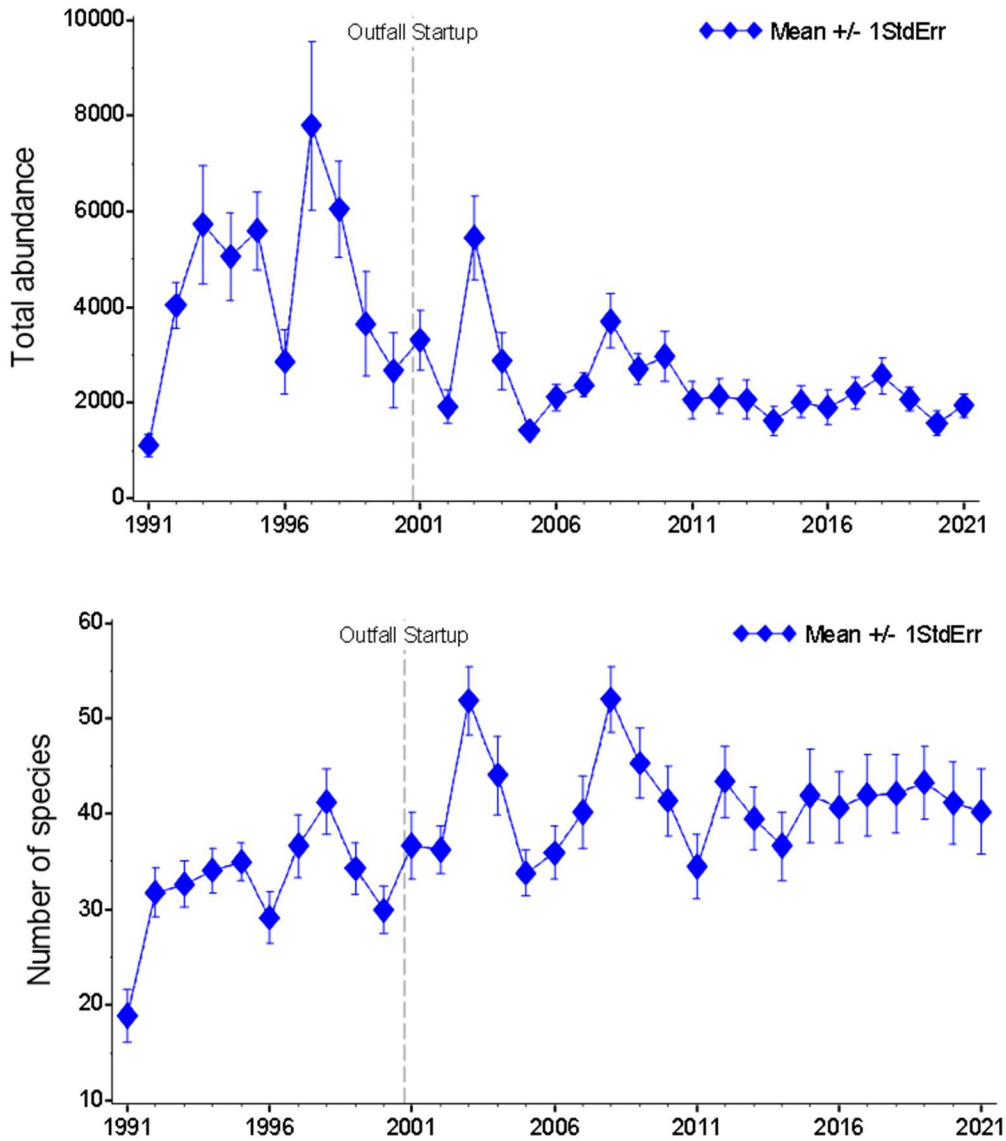 10000
Outfall Startup
Mean +/- 1StdErr
8000
6000
4000
2000
0
Total abundance
1991 1996 2001 2006 2011 2016 2021
60
Outfall Startup
Mean +/- 1StdErr
50
40
30
20
10
Number of species
1991 1996 2001 2006 2011 2016 2021